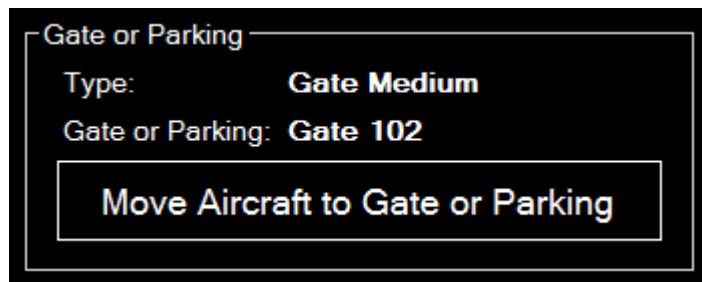 Gate or Parking
Type: Gate Medium
Gate or Parking: Gate 102
Move Aircraft to Gate or Parking